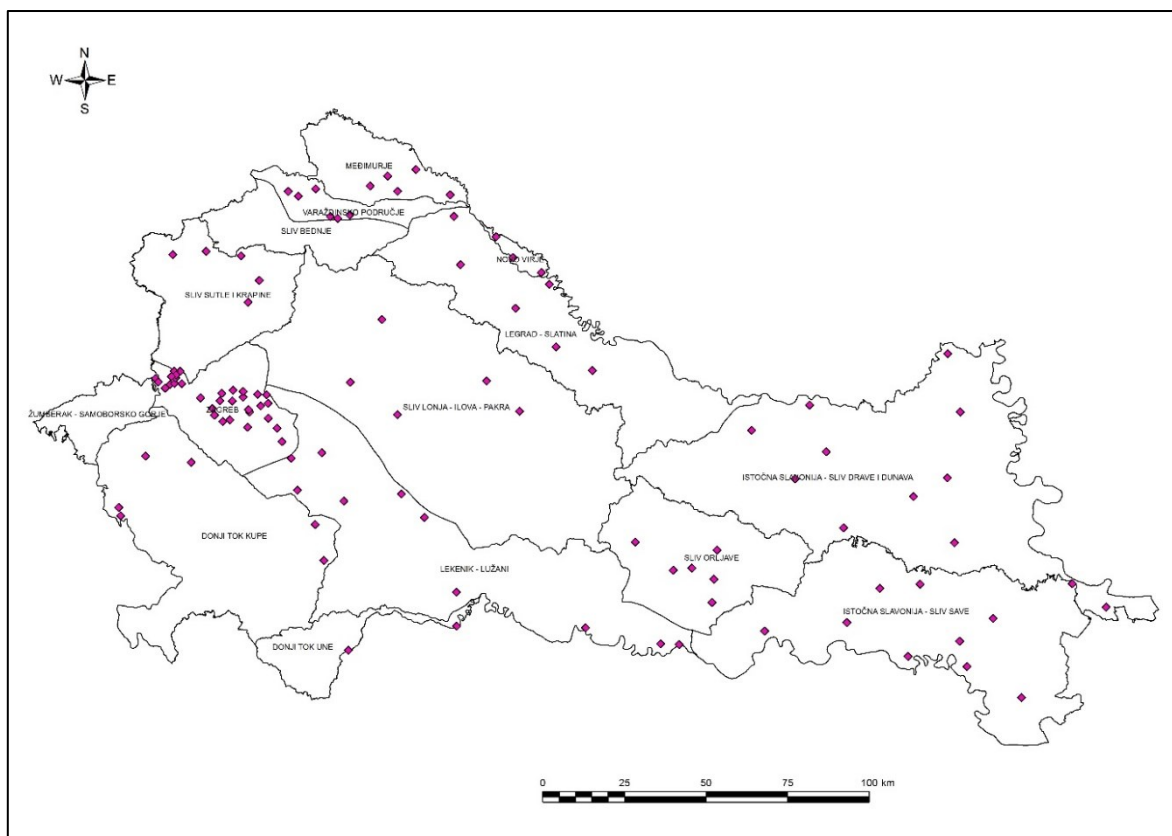 N
W E
S
MEĐIMURJE
VARAŽDINSKO PODRUČJE
SLIV BEDNJE
NOVO VIRJE
SLIV SUTLE I KRAPINE
LEGRAD - SLATINA
ŽUMBERAK - SAMOBORSKO GORJE
ZAGREB
SLIV LONJA - ILOVA - PAKRA
ISTOČNA SLAVONIJA - SLIV DRAVE I DUNAVA
DONJI TOK KUPE
SLIV ORLJAVE
LEKENIK - LUŽANI
ISTOČNA SLAVONIJA - SLIV SAVE
DONJI TOK UNE
0 25 50 75 100 km